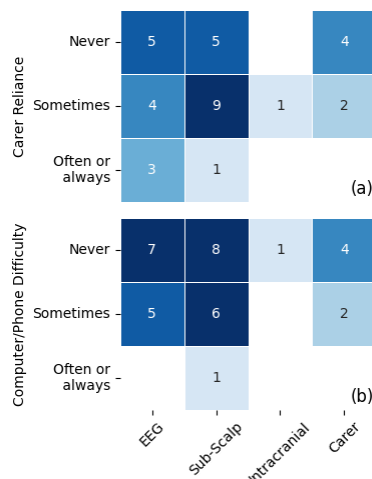 Carer Reliance
Never 5 5 4
Sometimes 4 9 1 2
Often or
always 3 1
(a)
Computer/Phone Difficulty
Never 7 8 1 4
Sometimes 5 6 2
Often or
always 1
(b)
EEG Sub-Scalp Intracranial Carer